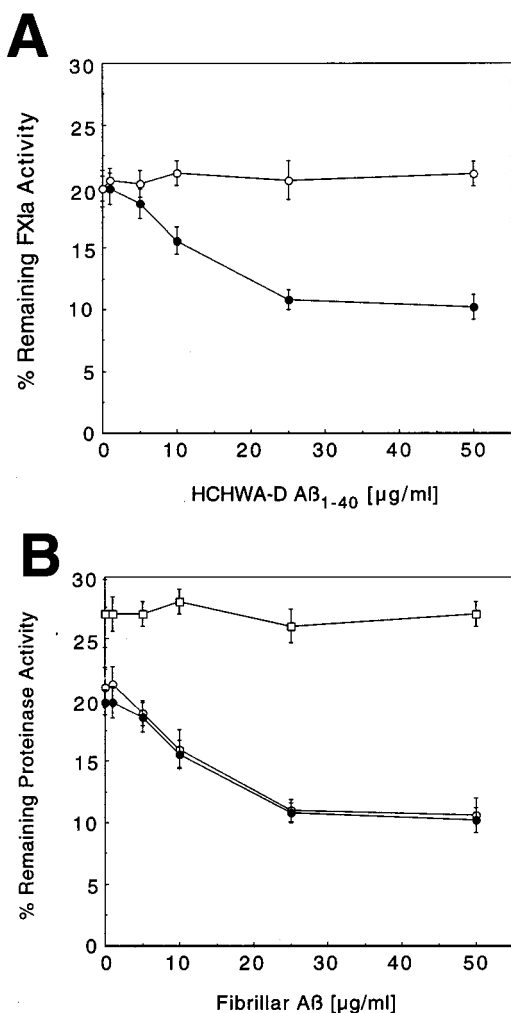 A
30
25
20
15
10
5
0
% Remaining FXIa Activity
0 10 20 30 40 50
HCHWA-D Aß1-40 [µg/ml]
B
30
25
20
15
10
5
0
% Remaining Proteinase Activity
0 10 20 30 40 50
Fibrillar Aß [µg/ml]